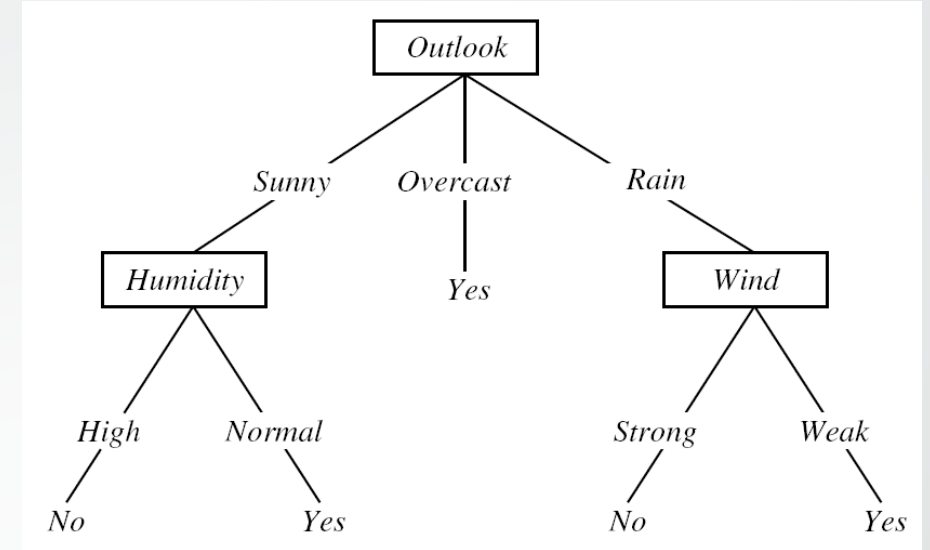 Outlook
Sunny Overcast Rain
Humidity Yes Wind
High Normal Strong Weak
No Yes No Yes